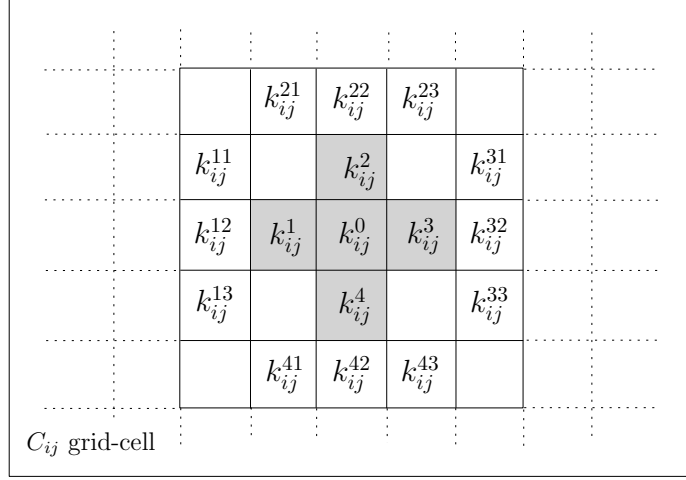 k_{ij}^{21} k_{ij}^{22} k_{ij}^{23}
k_{ij}^{11} k_{ij}^{2} k_{ij}^{31}
k_{ij}^{12} k_{ij}^{1} k_{ij}^{0} k_{ij}^{3} k_{ij}^{32}
k_{ij}^{13} k_{ij}^{4} k_{ij}^{33}
k_{ij}^{41} k_{ij}^{42} k_{ij}^{43}
C_{ij} grid-cell